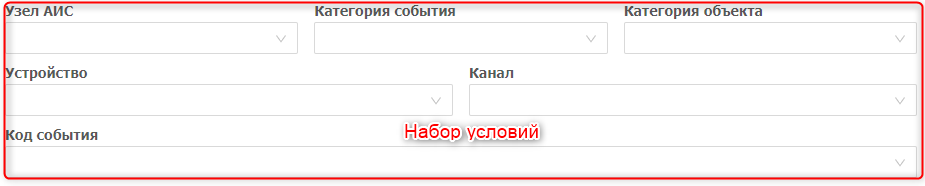 Узел АИС Категория события Категория объекта
Устройство Канал
Набор условий
Код события